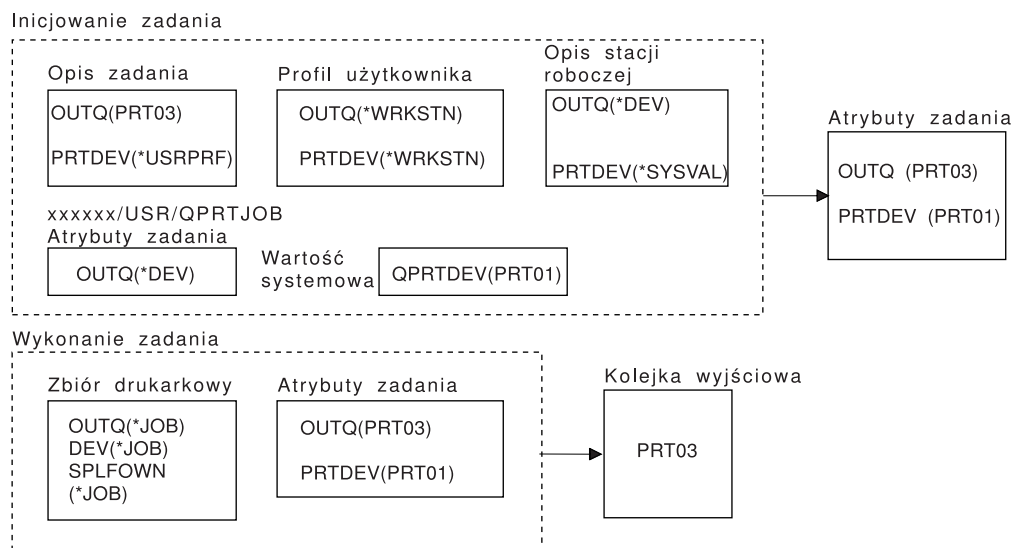 Inicjowanie zadania
Opis zadania
OUTQ(PRT03)
PRTDEV(*USRPRF)
Profil użytkownika
OUTQ(*WRKSTN)
PRTDEV(*WRKSTN)
Opis stacji
roboczej
OUTQ(*DEV)
PRTDEV(*SYSVAL)
Atrybuty zadania
OUTQ (PRT03)
PRTDEV (PRT01)
xxxxxx/USR/QPRTJOB
Atrybuty zadania
OUTQ(*DEV)
Wartość
systemowa
QPRTDEV(PRT01)
Wykonanie zadania
Zbiór drukarkowy
OUTQ(*JOB)
DEV(*JOB)
SPLFOWN
(*JOB)
Atrybuty zadania
OUTQ(PRT03)
PRTDEV(PRT01)
Kolejka wyjściowa
PRT03